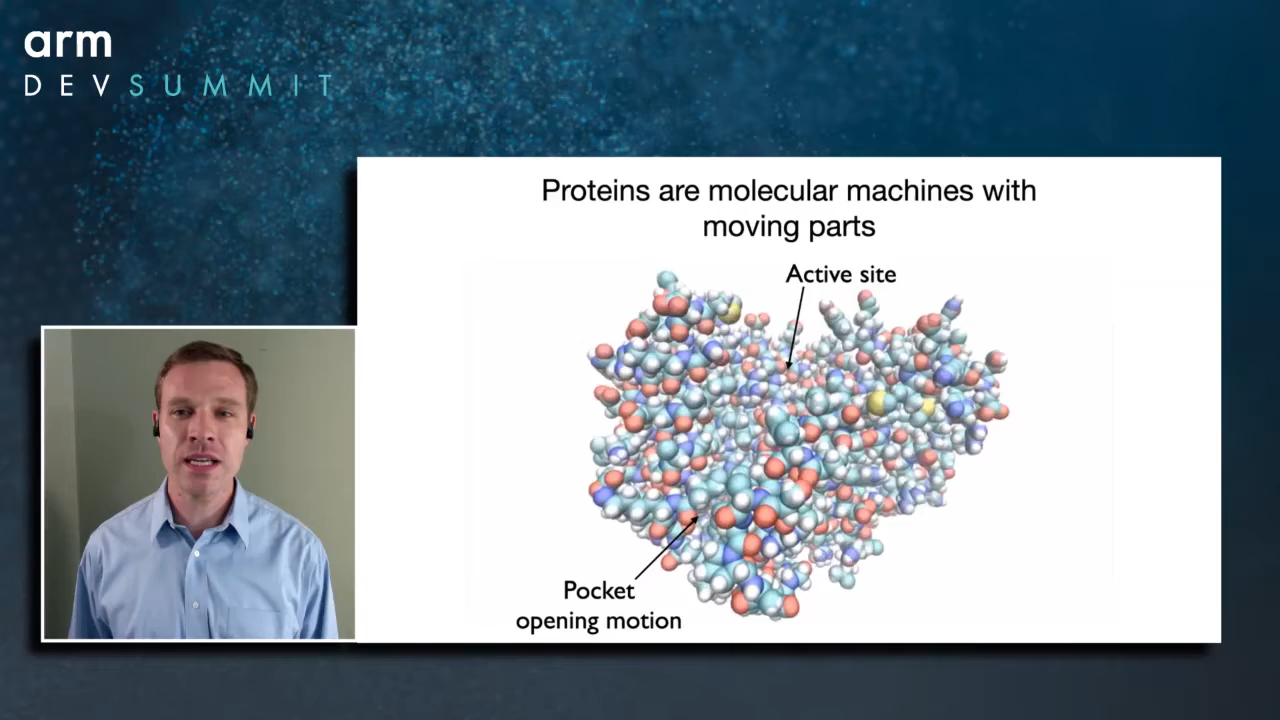 arm
DEVSUMMIT
Proteins are molecular machines with
moving parts
Active site
Pocket
opening motion